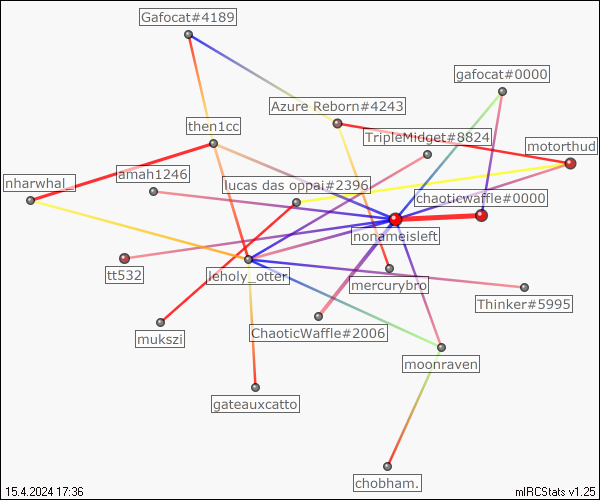 Gafocat#4189
gafocat#0000
Azure Reborn#4243
then1cc
TripleMidget#8824
motorthud
amah1246
nharwhal_
lucas das oppai#2396
chaoticwaffle#0000
nonameisleft
tt532
leholy_otter
mercurybro
Thinker#5995
mukszi
ChaoticWaffle#2006
moonraven
gateauxcatto
chobham.
15.4.2024 17:36
mIRCStats v1.25